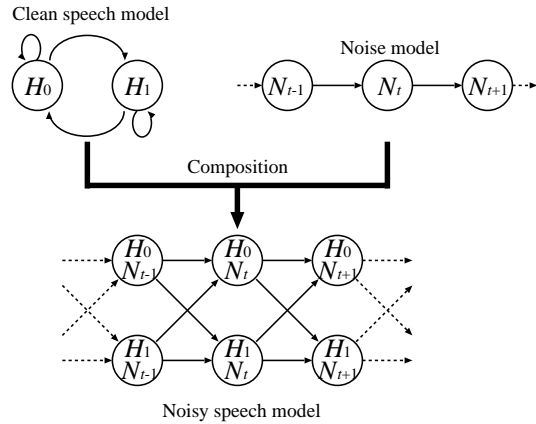 Clean speech model
Noise model
H0
H1
Nt-1
Nt
Nt+1
Composition
H0
Nt-1
H0
Nt
H0
Nt+1
H1
Nt-1
H1
Nt
H1
Nt+1
Noisy speech model